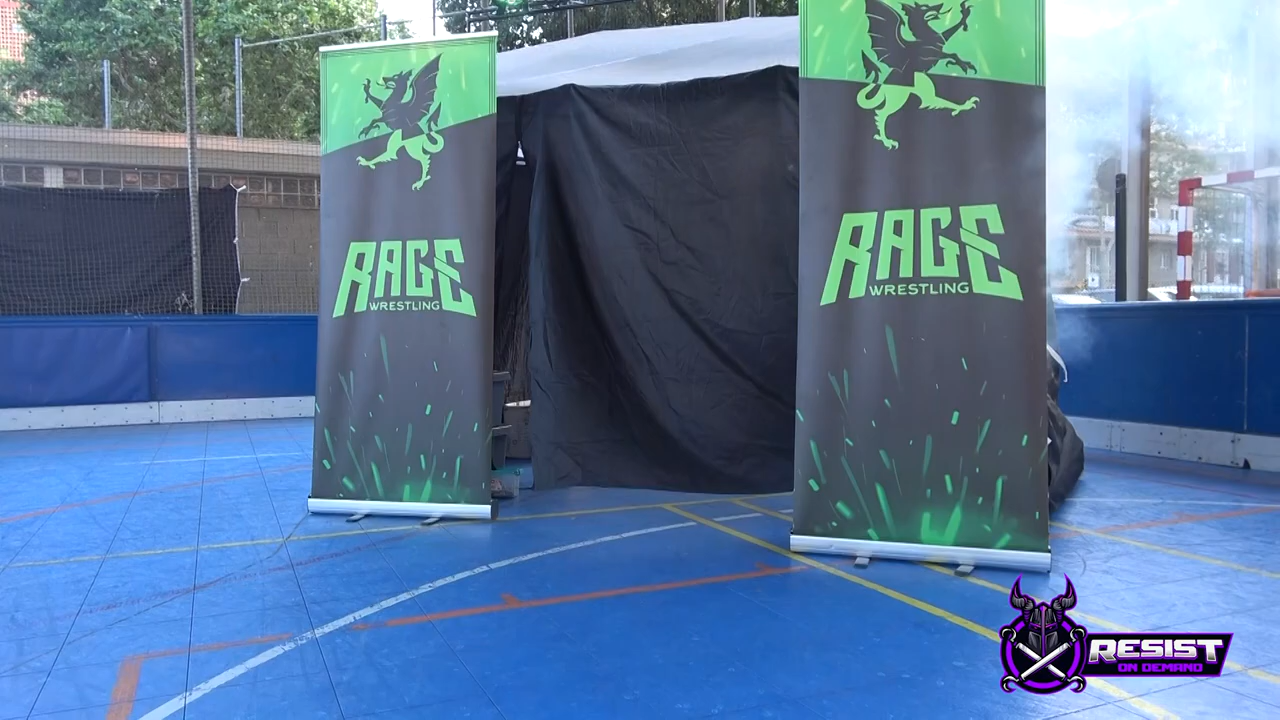 RAGE
WRESTLING
RAGE
WRESTLING
RESIST
ON DEMAND